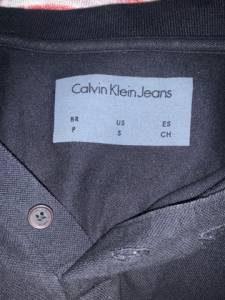 Calvin Klein Jeans
BR US ES
P S CH